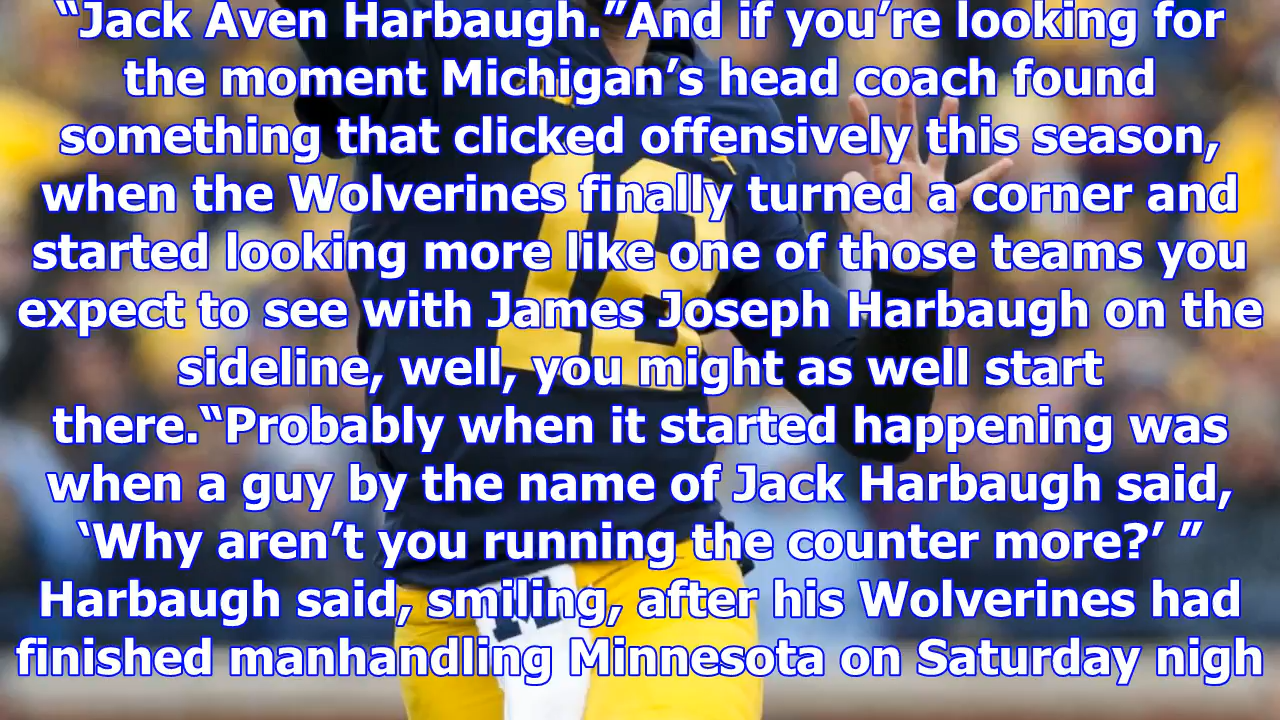 “Jack Aven Harbaugh.”And if you’re looking for
the moment Michigan’s head coach found
something that clicked offensively this season,
when the Wolverines finally turned a corner and
started looking more like one of those teams you
expect to see with James Joseph Harbaugh on the
sideline, well, you might as well start
there.“Probably when it started happening was
when a guy by the name of Jack Harbaugh said,
‘Why aren’t you running the counter more?’ ”
Harbaugh said, smiling, after his Wolverines had
finished manhandling Minnesota on Saturday nigh
18
M